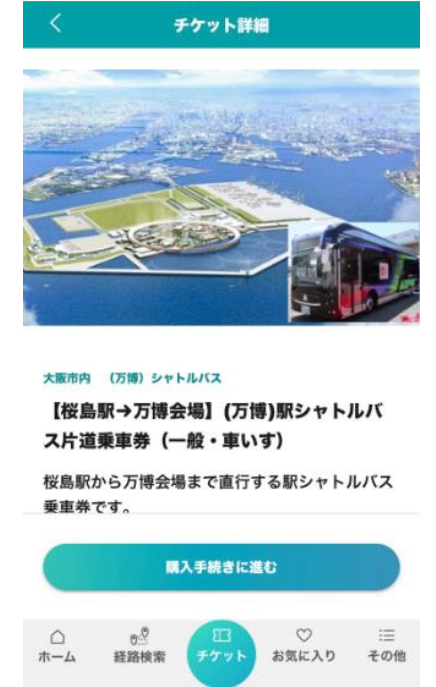 チケット詳細
大阪市内 （万博）シャトルバス
【桜島駅→万博会場】(万博)駅シャトルバ
ス片道乗車券（一般・車いす）
桜島駅から万博会場まで直行する駅シャトルバス
乗車券です。
購入手続きに進む
ホーム 経路検索 チケット お気に入り その他